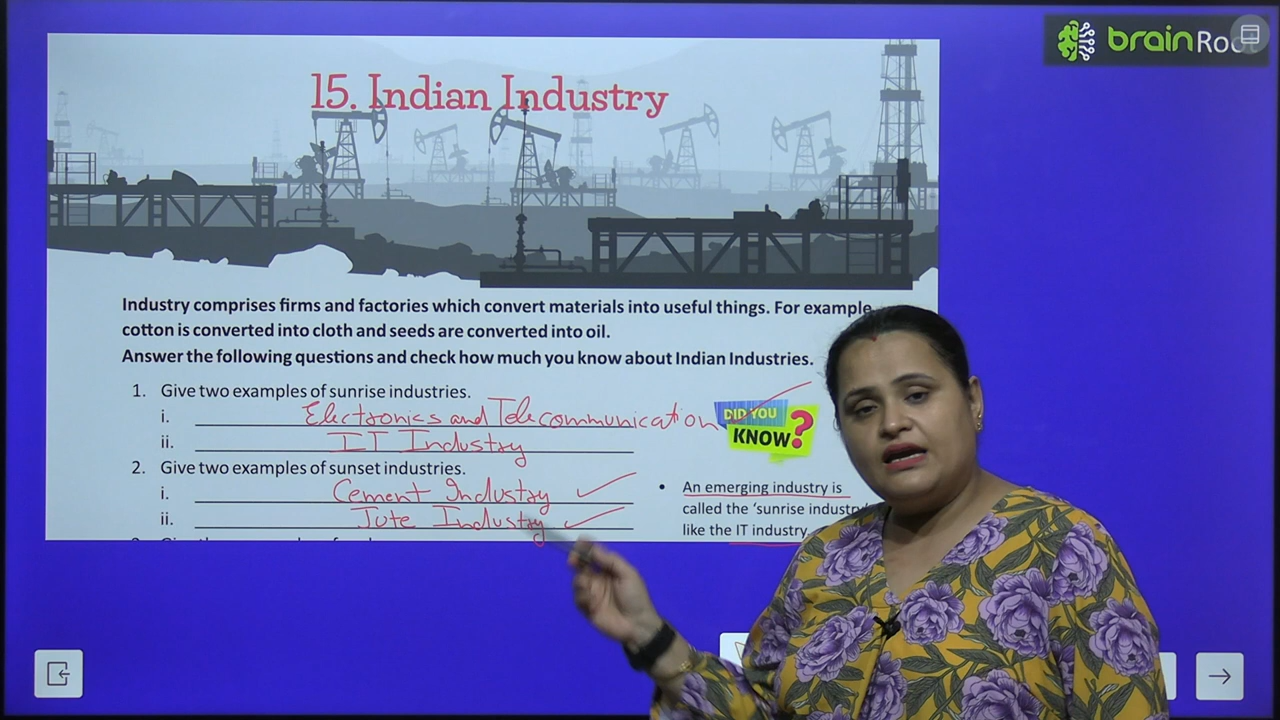 brainRoot
15. Indian Industry
Industry comprises firms and factories which convert materials into useful things. For example,
cotton is converted into cloth and seeds are converted into oil.
Answer the following questions and check how much you know about Indian Industries.
1. Give two examples of sunrise industries.
i. Electronics and Telecommunication
ii. IT Industry
2. Give two examples of sunset industries.
i. Cement Industry
ii. Jute Industry
DID YOU
KNOW?
• An emerging industry is
called the 'sunrise industry'
like the IT industry